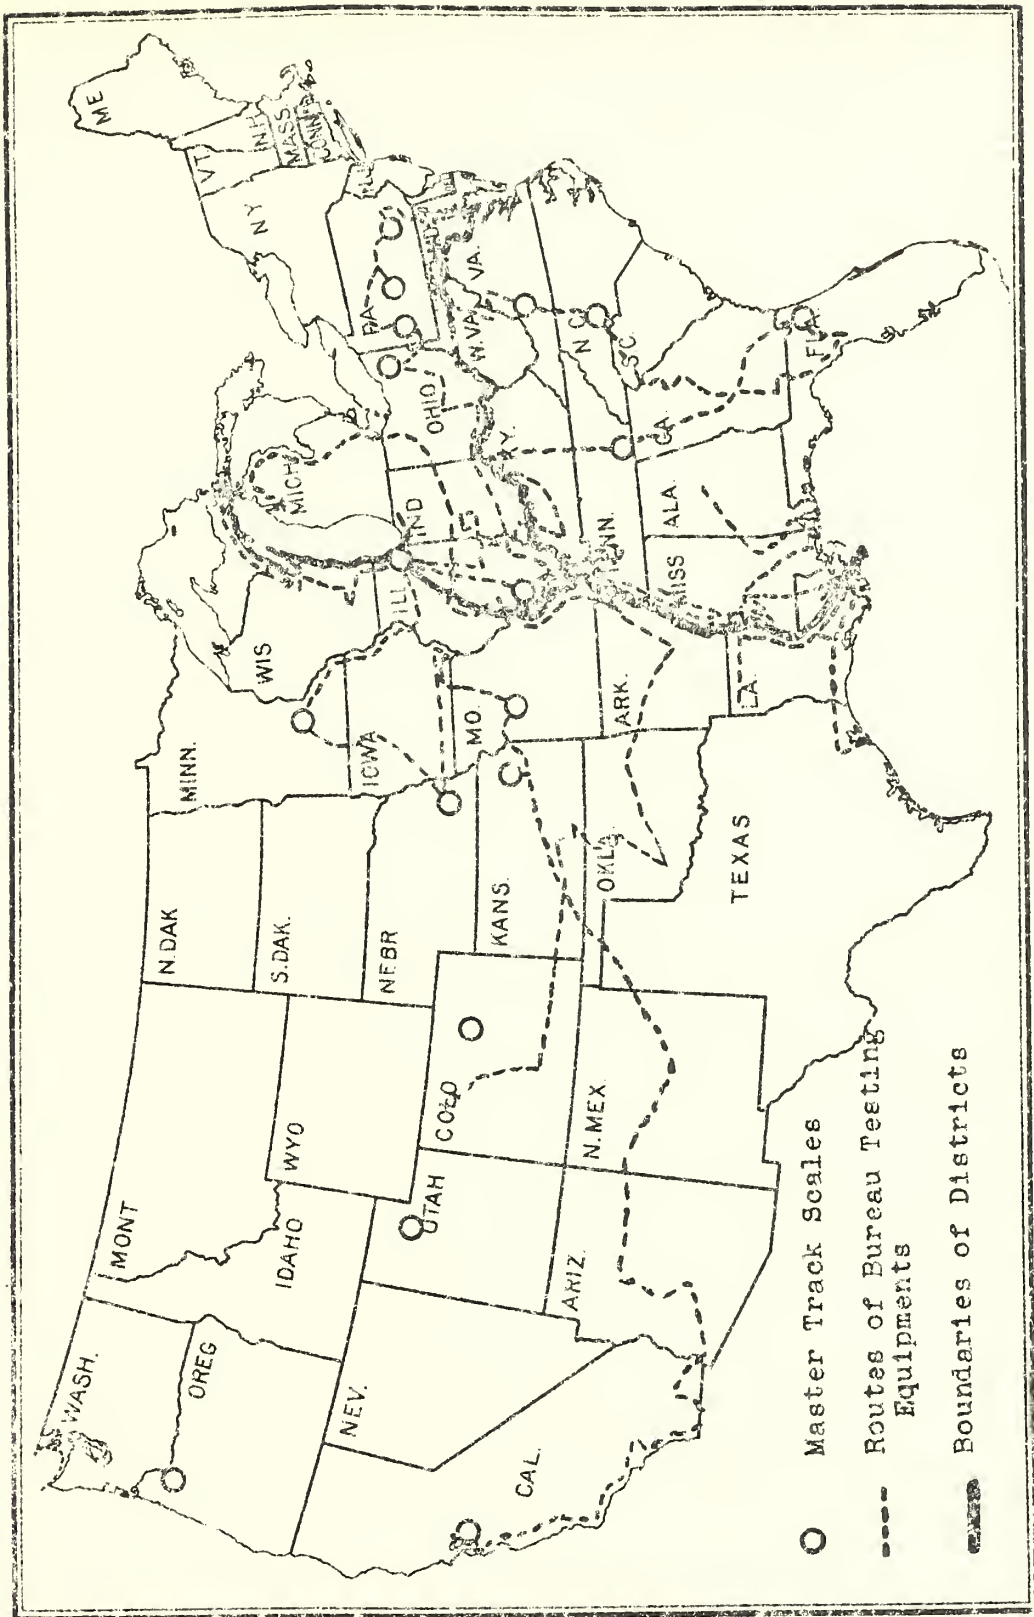 WASH.
MONT
N.DAK
MINN.
WIS
MICH
ME
VT.
NH
MASS
CONN
NY
OREG
IDAHO
WYO
S.DAK.
NEBR
IOWA
ILL
IND
OHIO
PA
NEV.
UTAH
COLO
KANS.
MO.
KY.
W.VA.
VA.
CAL.
ARIZ.
N.MEX.
OKLA.
ARK.
N.C.
S.C.
TEXAS
LA.
MISS
ALA.
GA.
FLA.
Master Track Scales
Routes of Bureau Testing
Equipments
Boundaries of Districts